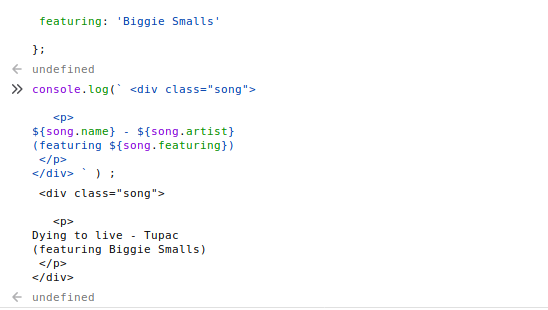 featuring: 'Biggie Smalls'
};
undefined
console.log(` <div class="song">
<p>
${song.name} - ${song.artist}
(featuring ${song.featuring})
</p>
</div> ` ) ;
<div class="song">
<p>
Dying to live - Tupac
(featuring Biggie Smalls)
</p>
</div>
undefined